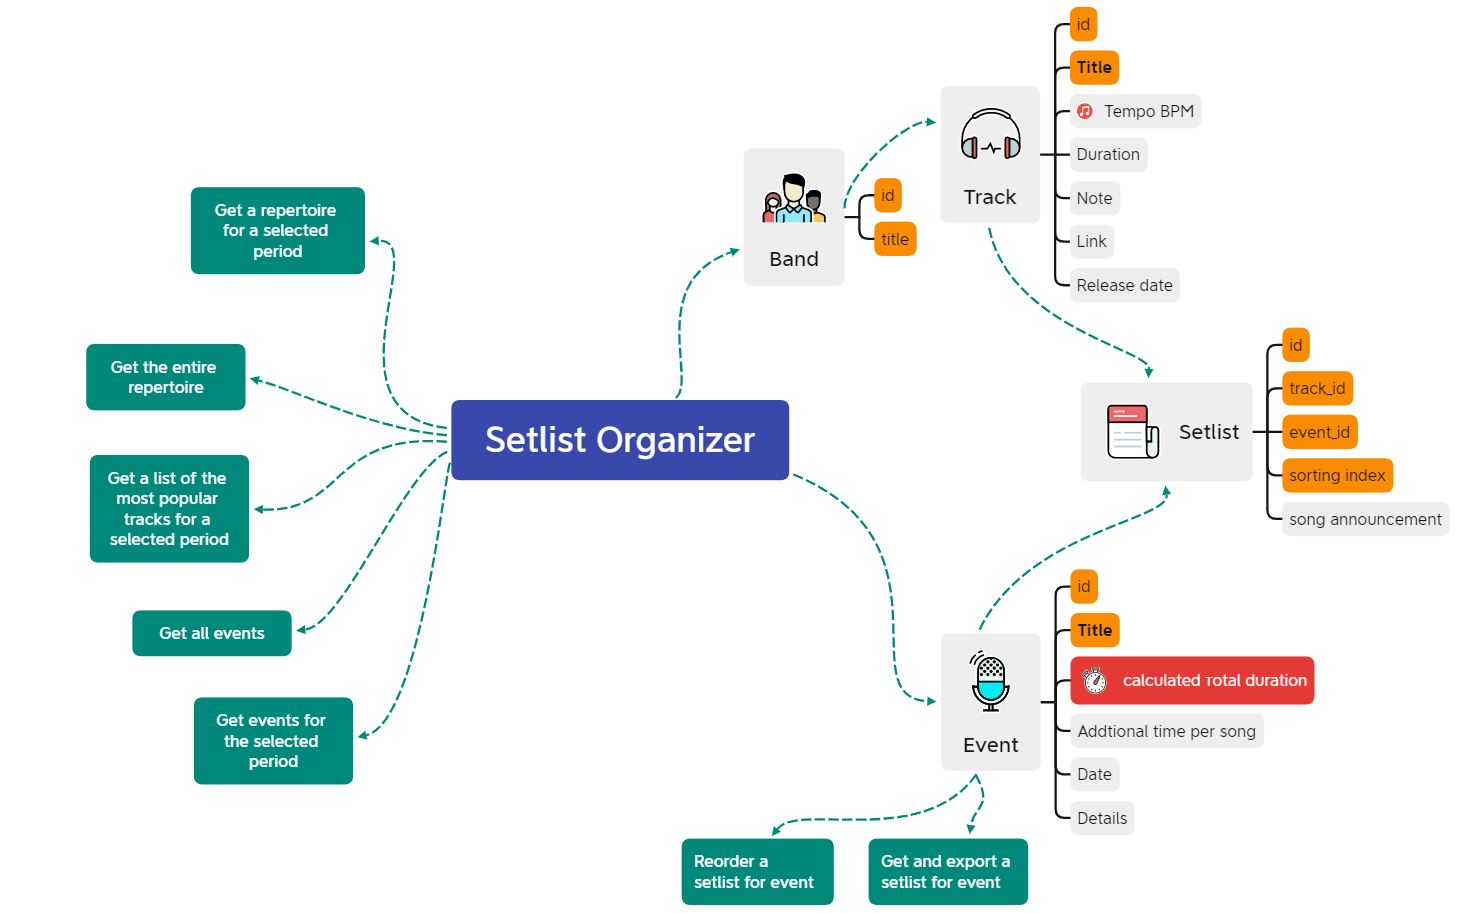 Setlist Organizer
Get a repertoire
for a selected
period
Get the entire
repertoire
Get a list of the
most popular
tracks for a
selected period
Get all events
Get events for
the selected
period
Band
id
title
Track
id
Title
Tempo BPM
Duration
Note
Link
Release date
Setlist
id
track_id
event_id
sorting index
song announcement
Event
id
Title
calculated total duration
Addtional time per song
Date
Details
Reorder a
setlist for event
Get and export a
setlist for event